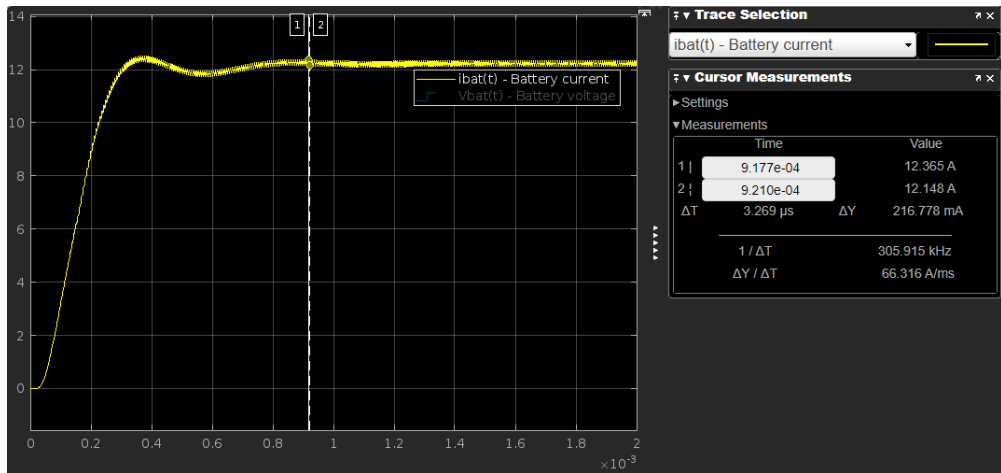 14
12
10
8
6
4
2
0
0
0.2
0.4
0.6
0.8
1
1.2
1.4
1.6
1.8
2
×10⁻³
1
2
ibat(t) - Battery current
Vbat(t) - Battery voltage
Trace Selection
ibat(t) - Battery current
Cursor Measurements
Settings
Measurements
Time Value
1 | 9.177e-04 12.365 A
2 ¦ 9.210e-04 12.148 A
ΔT 3.269 µs ΔY 216.778 mA
1 / ΔT 305.915 kHz
ΔY / ΔT 66.316 A/ms